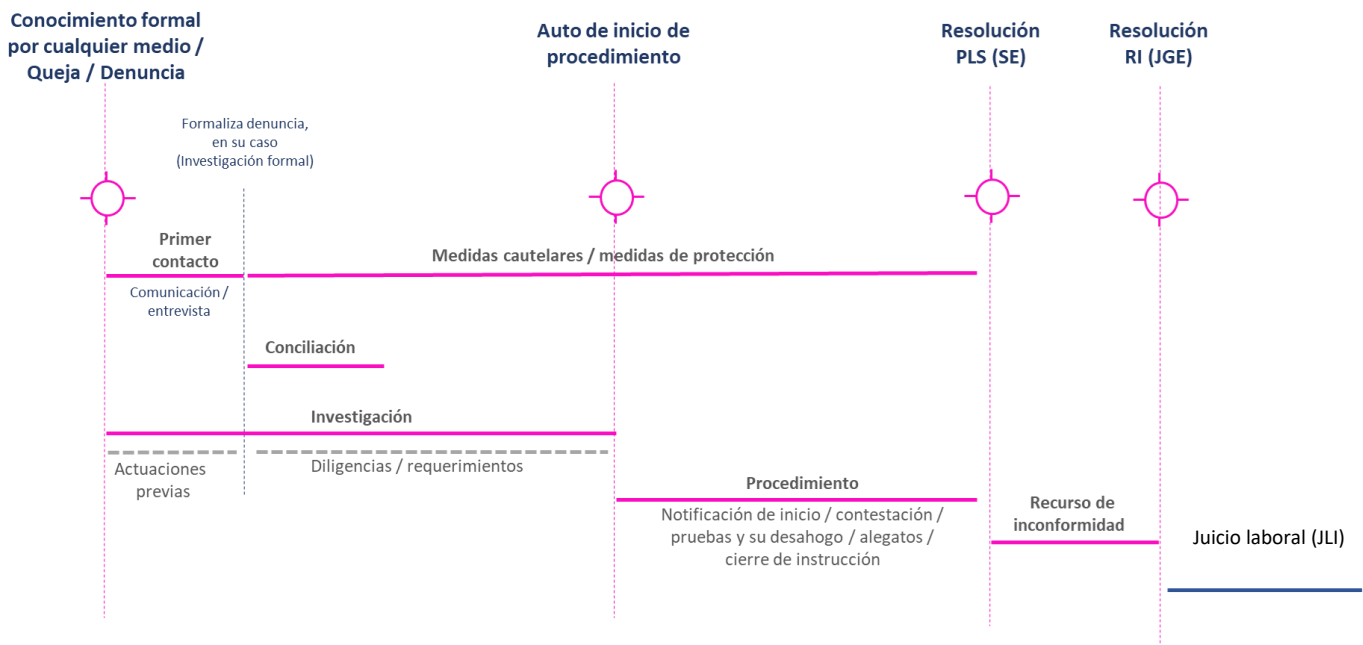 Conocimiento formal
por cualquier medio /
Queja / Denuncia
Auto de inicio de
procedimiento
Resolución
PLS (SE)
Resolución
RI (JGE)
Formaliza denuncia,
en su caso
(Investigación formal)
Primer
contacto
Medidas cautelares / medidas de protección
Comunicación /
entrevista
Conciliación
Investigación
Actuaciones
previas
Diligencias / requerimientos
Procedimiento
Notificación de inicio / contestación /
pruebas y su desahogo / alegatos /
cierre de instrucción
Recurso de
inconformidad
Juicio laboral (JLI)